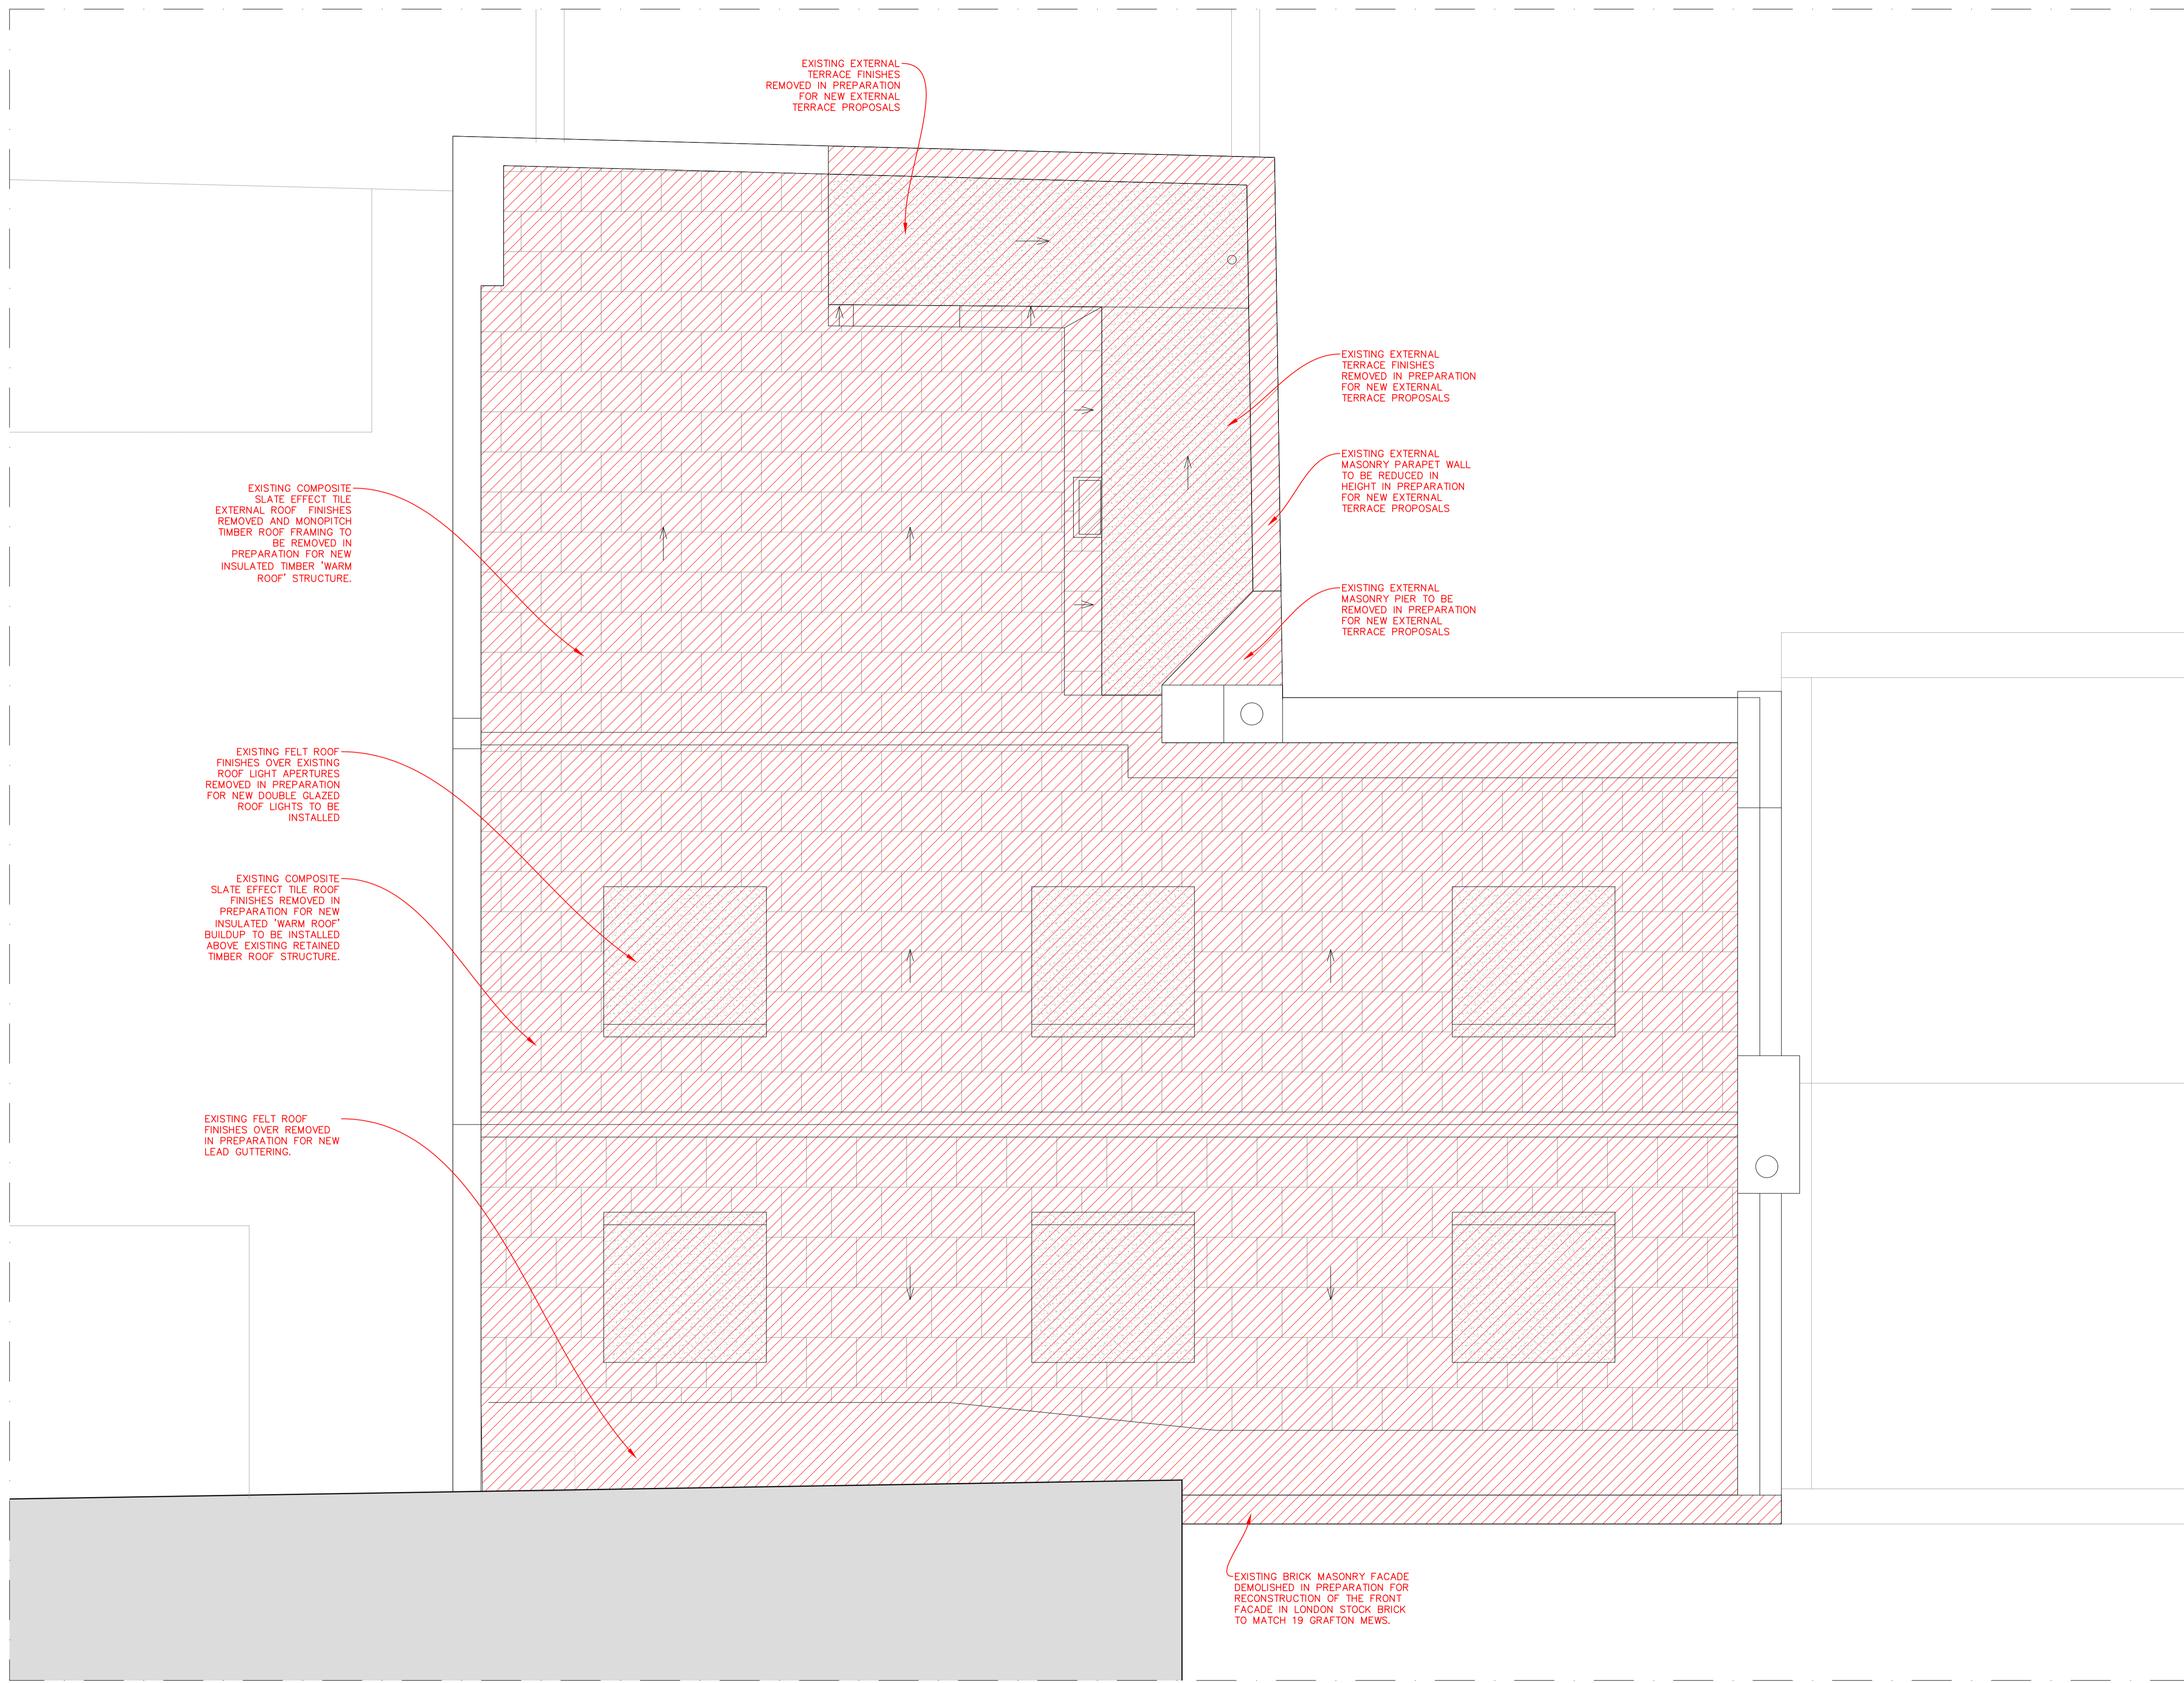 EXISTING EXTERNAL
TERRACE FINISHES
REMOVED IN PREPARATION
FOR NEW EXTERNAL
TERRACE PROPOSALS
EXISTING EXTERNAL
TERRACE FINISHES
REMOVED IN PREPARATION
FOR NEW EXTERNAL
TERRACE PROPOSALS
EXISTING EXTERNAL
MASONRY PARAPET WALL
TO BE REDUCED IN
HEIGHT IN PREPARATION
FOR NEW EXTERNAL
TERRACE PROPOSALS
EXISTING COMPOSITE
SLATE EFFECT TILE
EXTERNAL ROOF FINISHES
REMOVED AND MONOPITCH
TIMBER ROOF FRAMING TO
BE REMOVED IN
PREPARATION FOR NEW
INSULATED TIMBER 'WARM
ROOF' STRUCTURE.
EXISTING EXTERNAL
MASONRY PIER TO BE
REMOVED IN PREPARATION
FOR NEW EXTERNAL
TERRACE PROPOSALS
EXISTING FELT ROOF
FINISHES OVER EXISTING
ROOF LIGHT APERTURES
REMOVED IN PREPARATION
FOR NEW DOUBLE GLAZED
ROOF LIGHTS TO BE
INSTALLED
EXISTING COMPOSITE
SLATE EFFECT TILE ROOF
FINISHES REMOVED IN
PREPARATION FOR NEW
INSULATED 'WARM ROOF'
BUILDUP TO BE INSTALLED
ABOVE EXISTING RETAINED
TIMBER ROOF STRUCTURE.
EXISTING FELT ROOF
FINISHES OVER REMOVED
IN PREPARATION FOR NEW
LEAD GUTTERING.
EXISTING BRICK MASONRY FACADE
DEMOLISHED IN PREPARATION FOR
RECONSTRUCTION OF THE FRONT
FACADE IN LONDON STOCK BRICK
TO MATCH 19 GRAFTON MEWS.